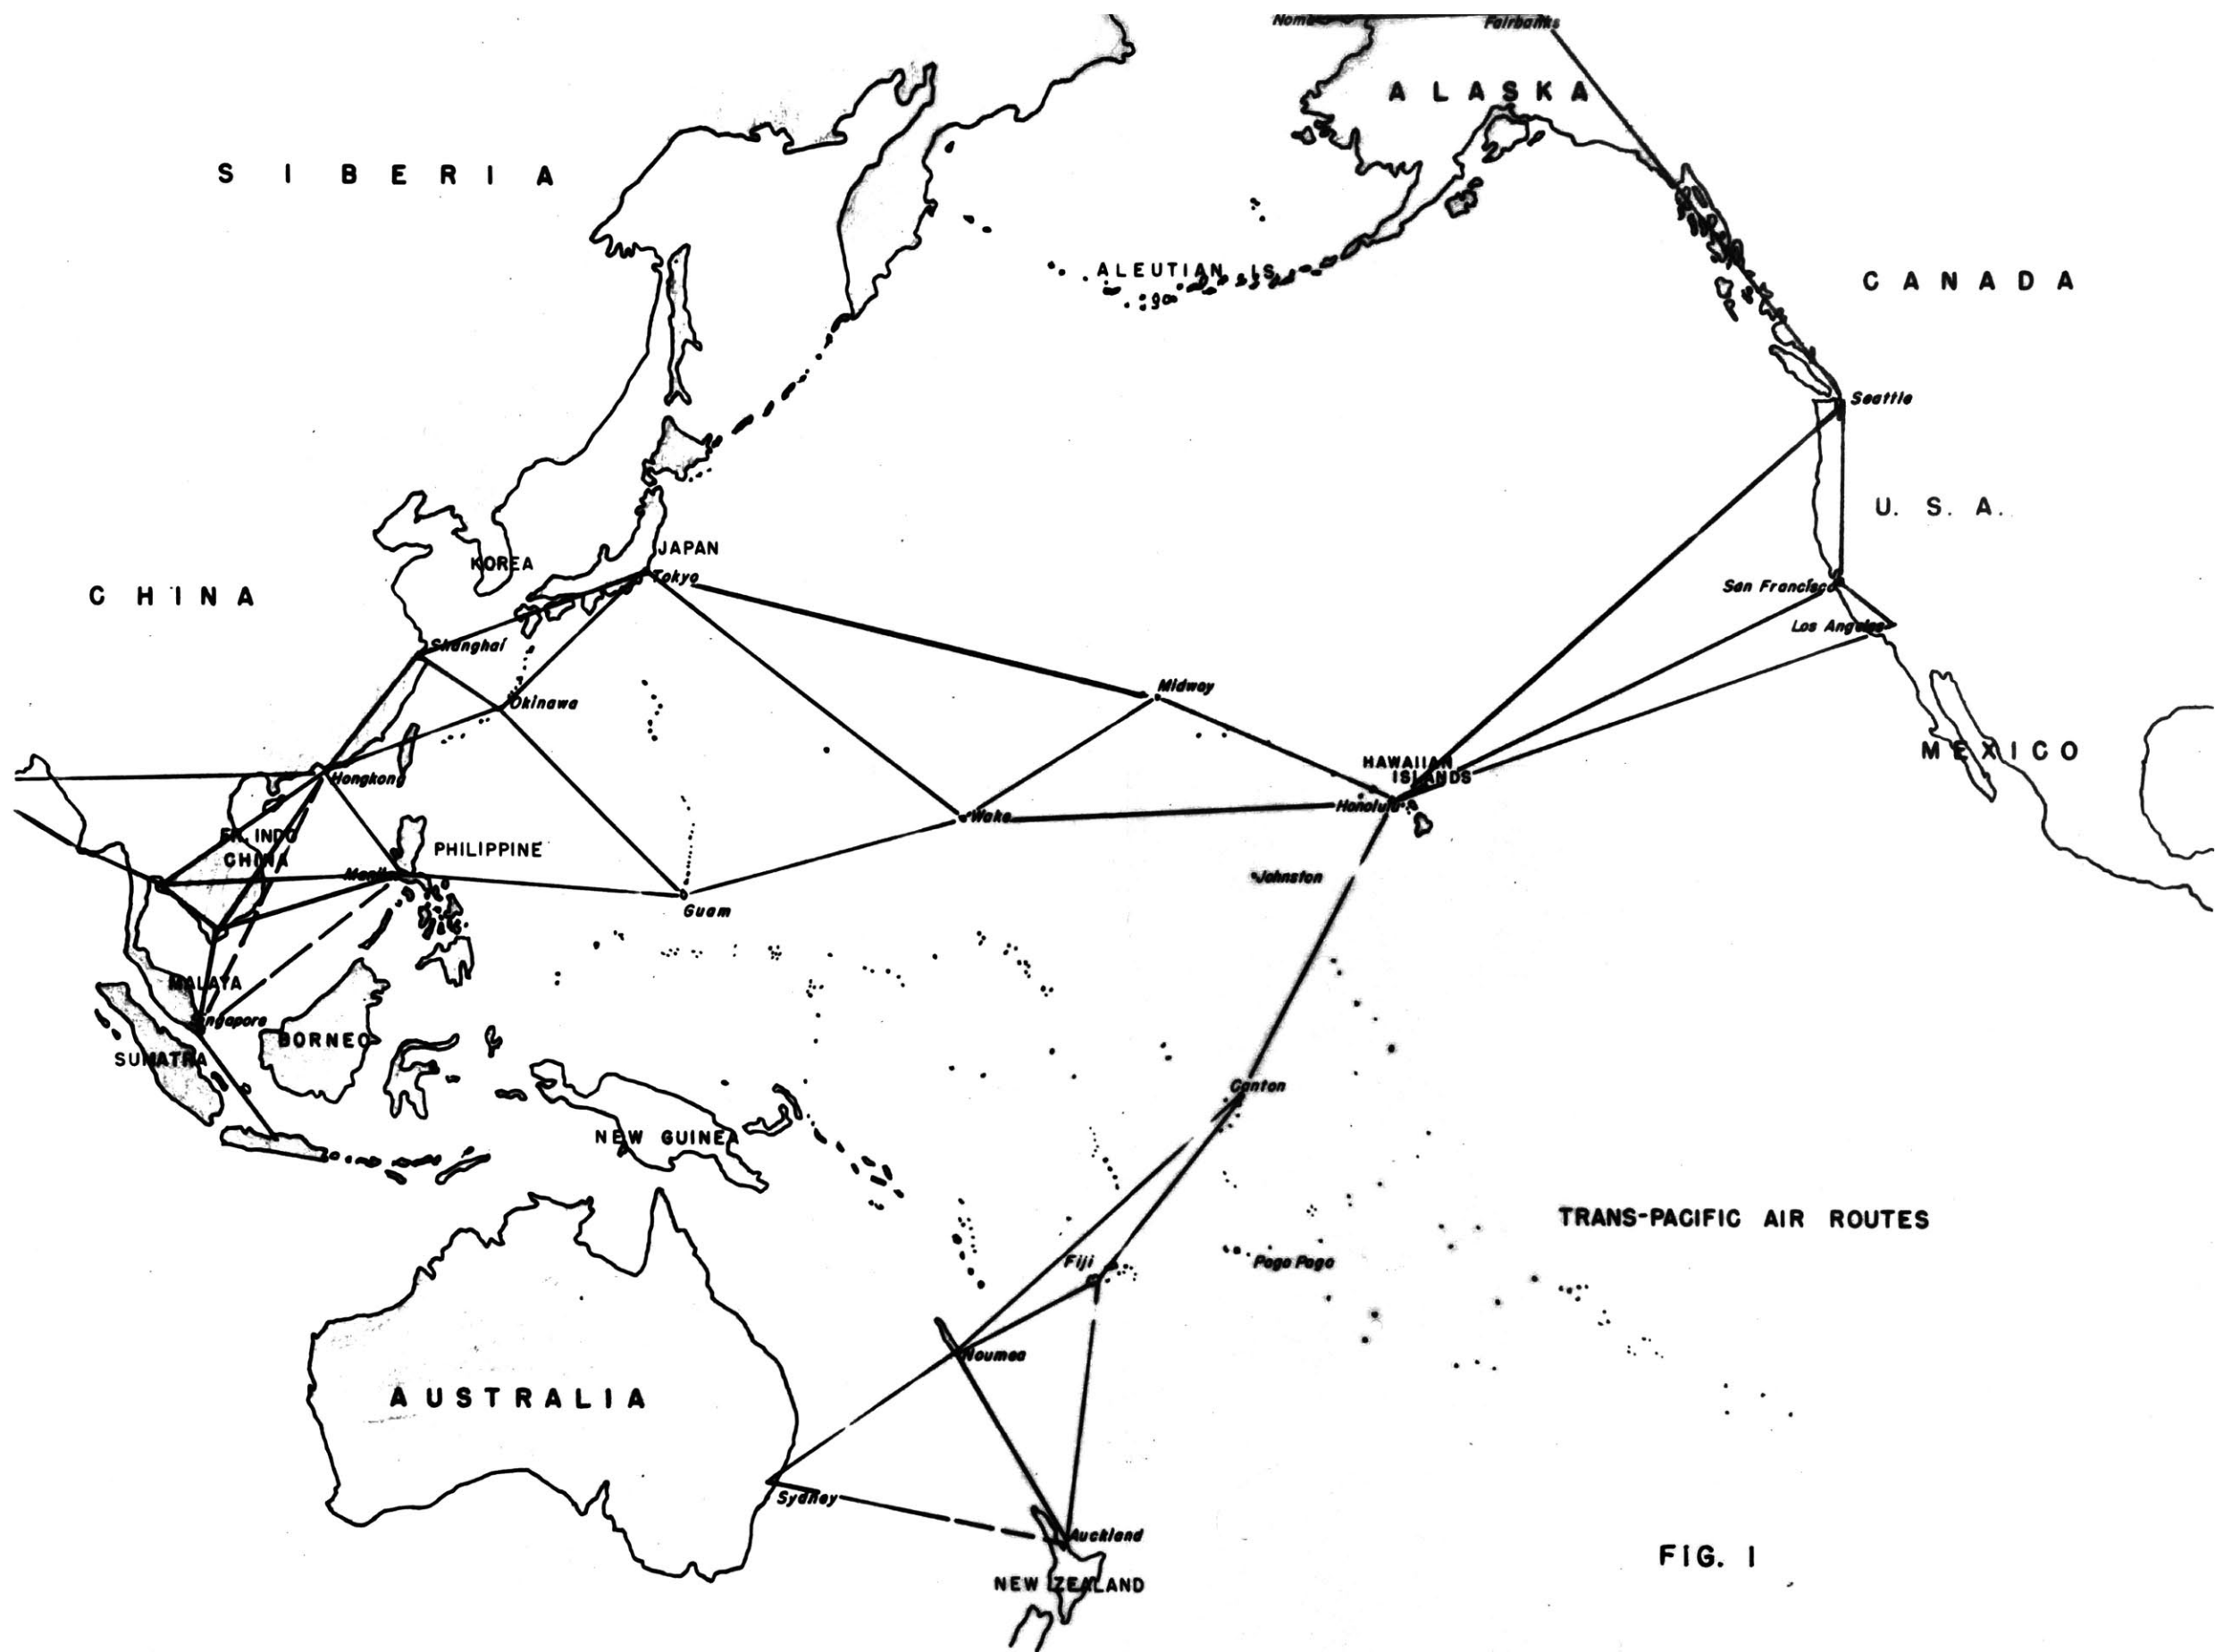 Nome
Fairbanks
ALASKA
SIBERIA
ALEUTIAN IS.
CANADA
Seattle
U. S. A.
JAPAN
KOREA
Tokyo
CHINA
San Francisco
Los Angeles
Shanghai
Okinawa
Midway
MEXICO
HAWAIIAN
ISLANDS
Hongkong
Honolulu
Wake
FR. INDO
CHINA
PHILIPPINE
Manila
Johnston
Guam
MALAYA
Singapore
BORNEO
SUMATRA
Canton
NEW GUINEA
TRANS-PACIFIC AIR ROUTES
Fiji
Pago Pago
Noumea
AUSTRALIA
Sydney
Auckland
NEW ZEALAND
FIG. 1